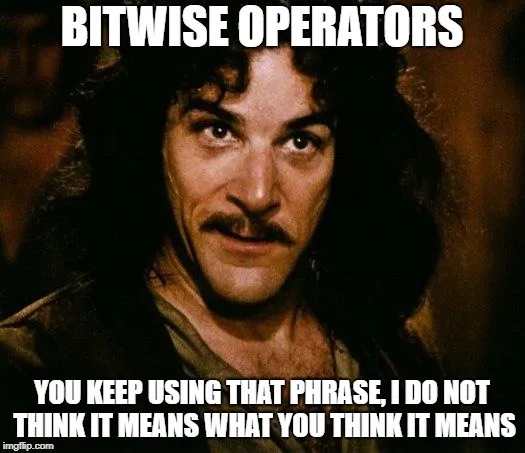 BITWISE OPERATORS
YOU KEEP USING THAT PHRASE, I DO NOT
THINK IT MEANS WHAT YOU THINK IT MEANS
imgflip.com